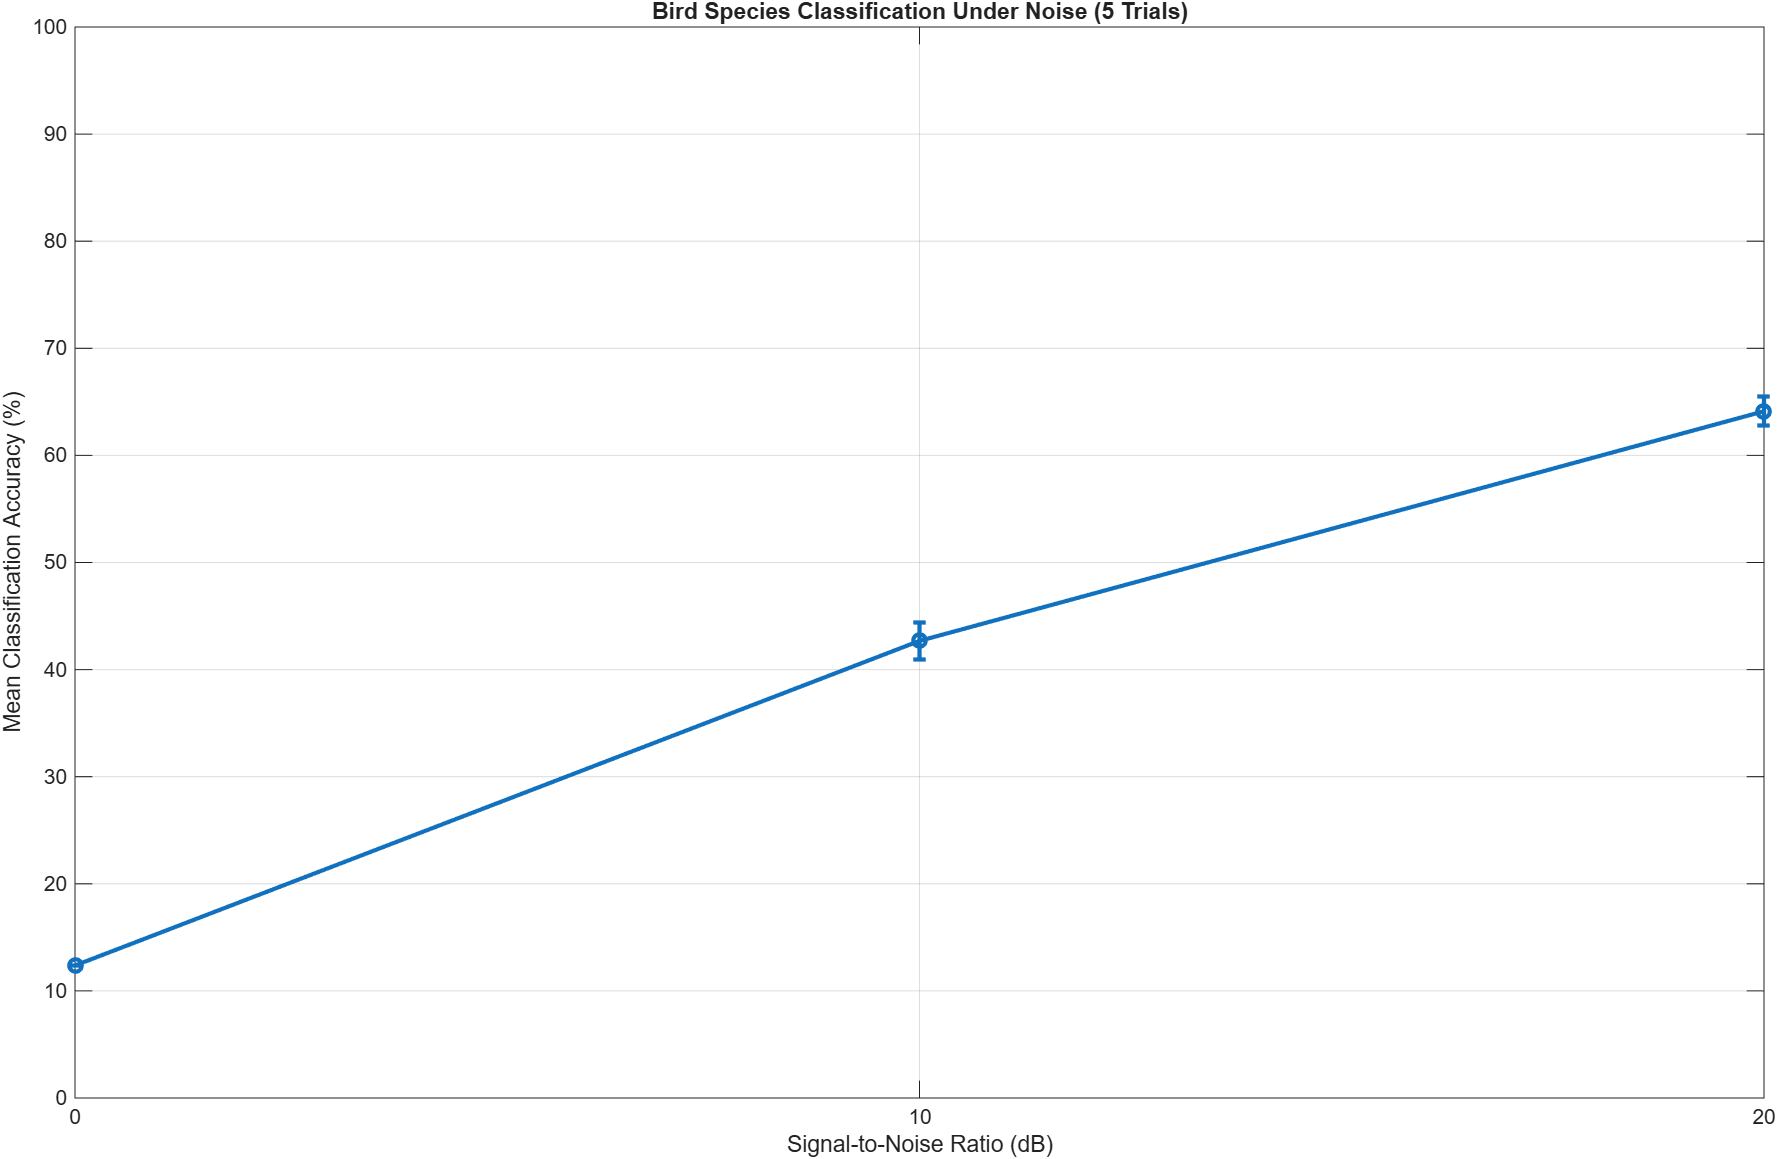 Bird Species Classification Under Noise (5 Trials)
100
90
80
70
60
50
40
30
20
10
0
Mean Classification Accuracy (%)
0 10 20
Signal-to-Noise Ratio (dB)